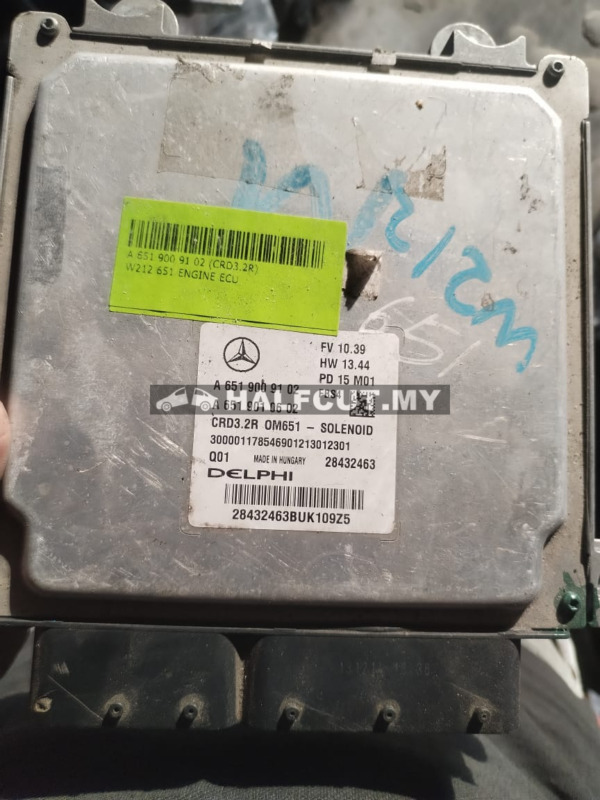 W212 U
651
A 651 900 91 02 (CRD3.2R)
W212 651 ENGINE ECU
FV 10.39
HW 13.44
PD 15 M01
A 651 900 91 02
FBS4
A 651 901 06 02
HALFCUT.MY
CRD3.2R OM651 – SOLENOID
300001178546901213012301
Q01 MADE IN HUNGARY 28432463
DELPHI
28432463BUK109Z5